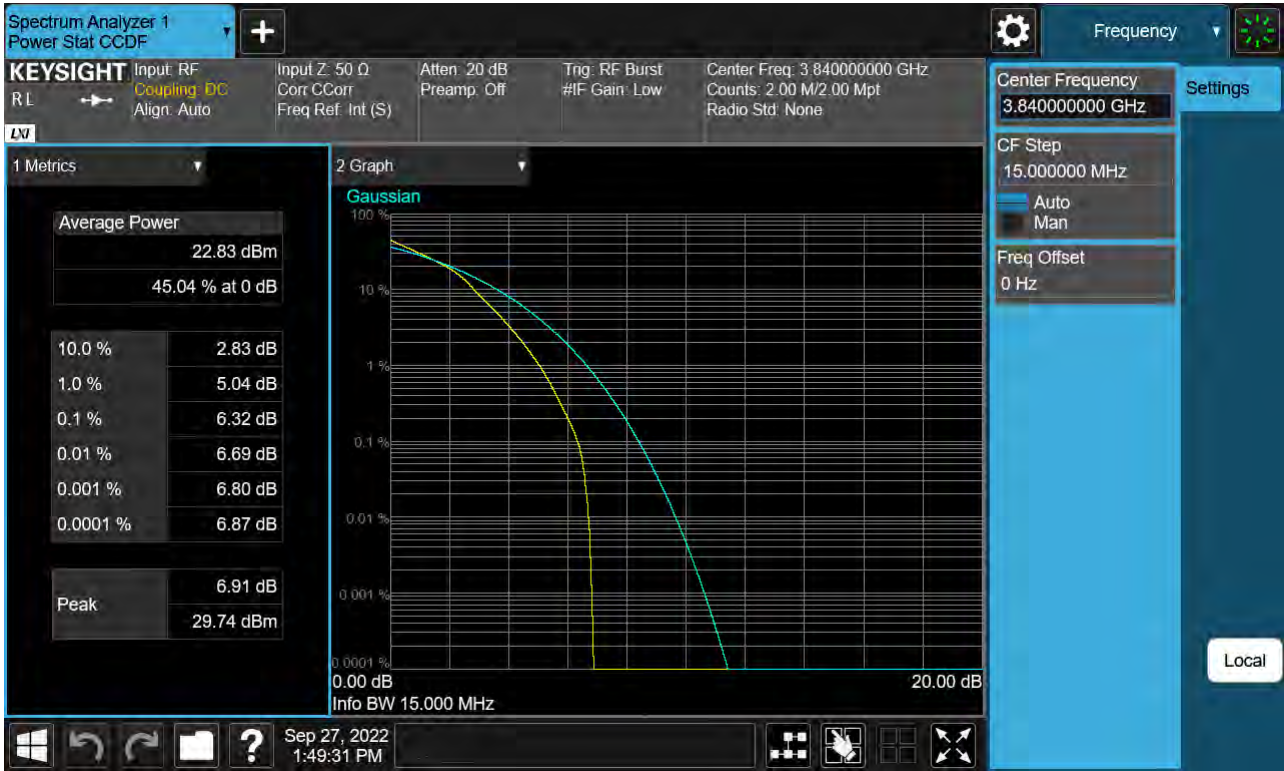 Spectrum Analyzer 1
Power Stat CCDF
Frequency
KEYSIGHT
R L
LXI
Input: RF
Coupling: DC
Align: Auto
Input Z: 50 Ω
Corr CCorr
Freq Ref: Int (S)
Atten: 20 dB
Preamp: Off
Trig: RF Burst
#IF Gain: Low
Center Freq: 3.840000000 GHz
Counts: 2.00 M/2.00 Mpt
Radio Std: None
Center Frequency
3.840000000 GHz
Settings
CF Step
15.000000 MHz
Auto
Man
Freq Offset
0 Hz
1 Metrics
Average Power
22.83 dBm
45.04 % at 0 dB
10.0 % 2.83 dB
1.0 % 5.04 dB
0.1 % 6.32 dB
0.01 % 6.69 dB
0.001 % 6.80 dB
0.0001 % 6.87 dB
Peak
6.91 dB
29.74 dBm
2 Graph
Gaussian
100 %
10 %
1 %
0.1 %
0.01 %
0.001 %
0.0001 %
0.00 dB 20.00 dB
Info BW 15.000 MHz
Local
?
Sep 27, 2022
1:49:31 PM